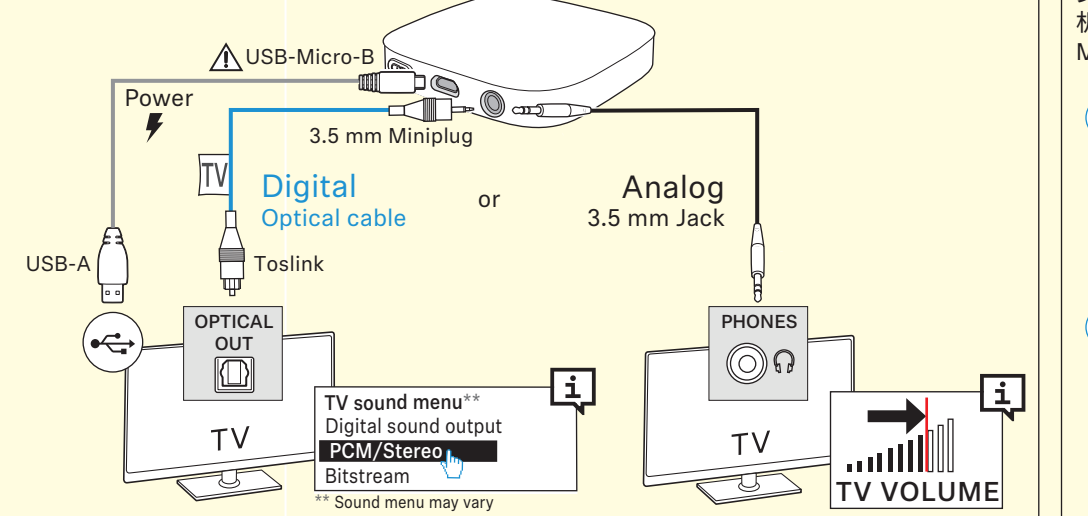 USB-Micro-B
Power
3.5 mm Miniplug
TV
Digital
Optical cable
or
Analog
3.5 mm Jack
USB-A
Toslink
OPTICAL
OUT
PHONES
TV
TV sound menu**
Digital sound output
PCM/Stereo
Bitstream
** Sound menu may vary
i
TV
i
TV VOLUME
M